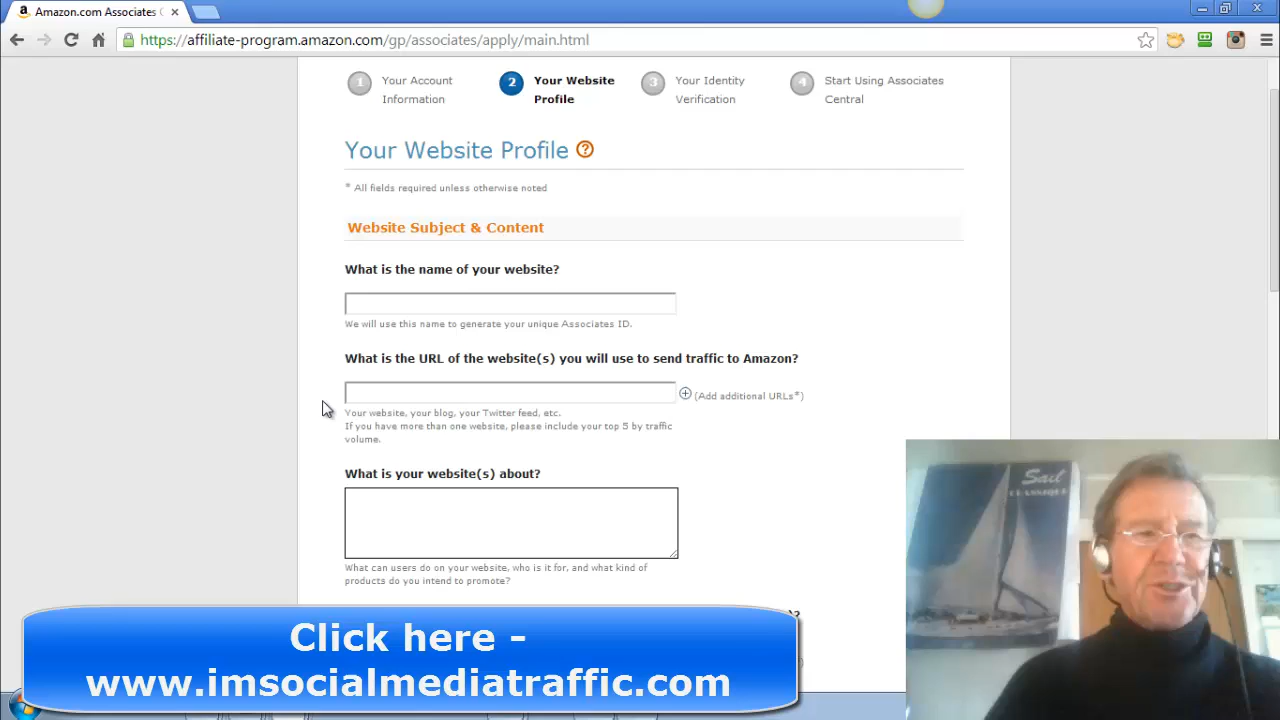 Amazon.com Associates C
https://affiliate-program.amazon.com/gp/associates/apply/main.html
1 Your Account Information
2 Your Website Profile
3 Your Identity Verification
4 Start Using Associates Central
Your Website Profile ?
* All fields required unless otherwise noted
Website Subject & Content
What is the name of your website?
We will use this name to generate your unique Associates ID.
What is the URL of the website(s) you will use to send traffic to Amazon?
(Add additional URLs*)
Your website, your blog, your Twitter feed, etc.
If you have more than one website, please include your top 5 by traffic
volume.
What is your website(s) about?
What can users do on your website, who is it for, and what kind of
products do you intend to promote?
Sail
CLASSIQUE
Click here -
www.imsocialmediatraffic.com